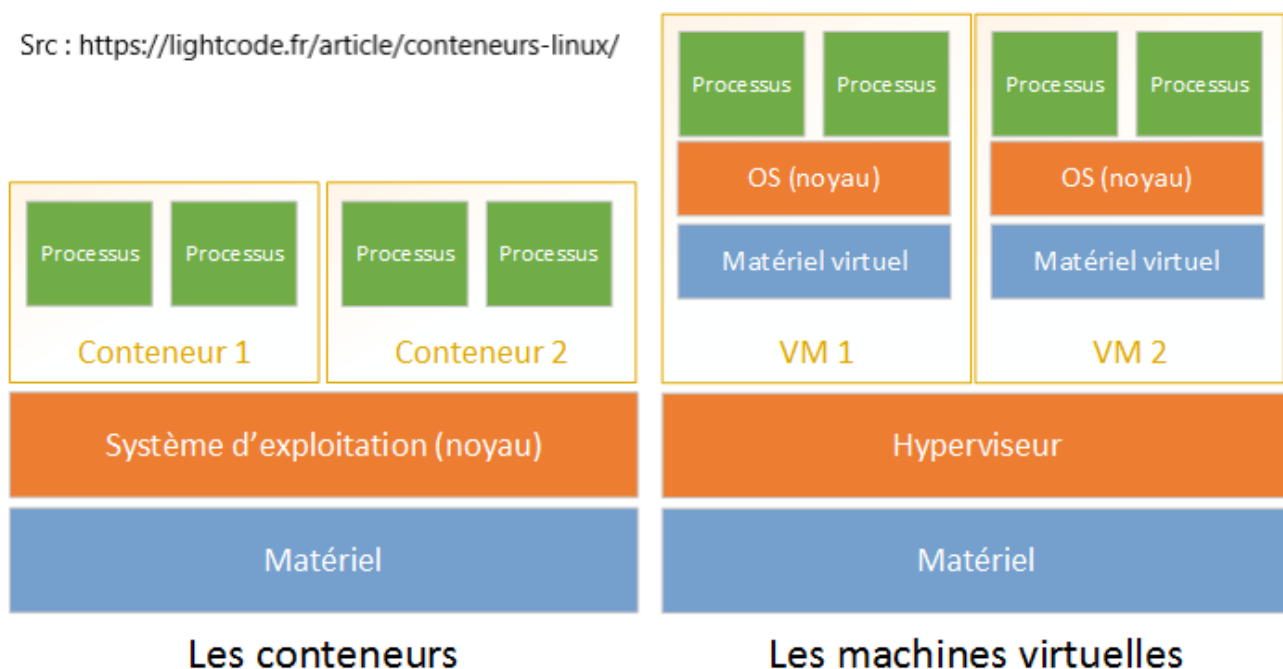 Src : https://lightcode.fr/article/conteneurs-linux/
Processus Processus
Processus Processus
Conteneur 1
Conteneur 2
Système d’exploitation (noyau)
Matériel
Les conteneurs
Processus Processus
OS (noyau)
Matériel virtuel
VM 1
Processus Processus
OS (noyau)
Matériel virtuel
VM 2
Hyperviseur
Matériel
Les machines virtuelles